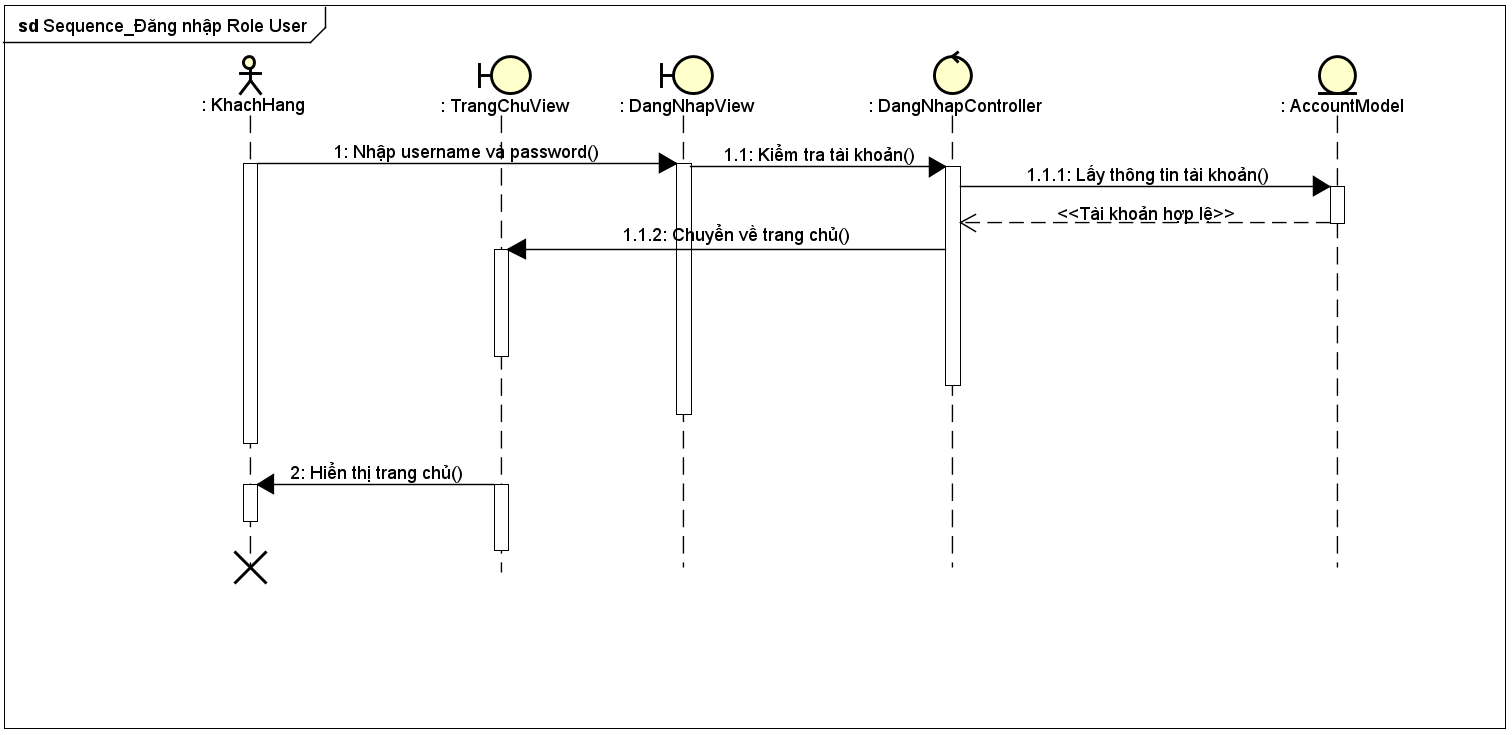 sd Sequence_Đăng nhập Role User
: KhachHang
: TrangChuView
: DangNhapView
: DangNhapController
: AccountModel
1: Nhập username và password()
1.1: Kiểm tra tài khoản()
1.1.1: Lấy thông tin tài khoản()
<<Tài khoản hợp lệ>>
1.1.2: Chuyển về trang chủ()
2: Hiển thị trang chủ()